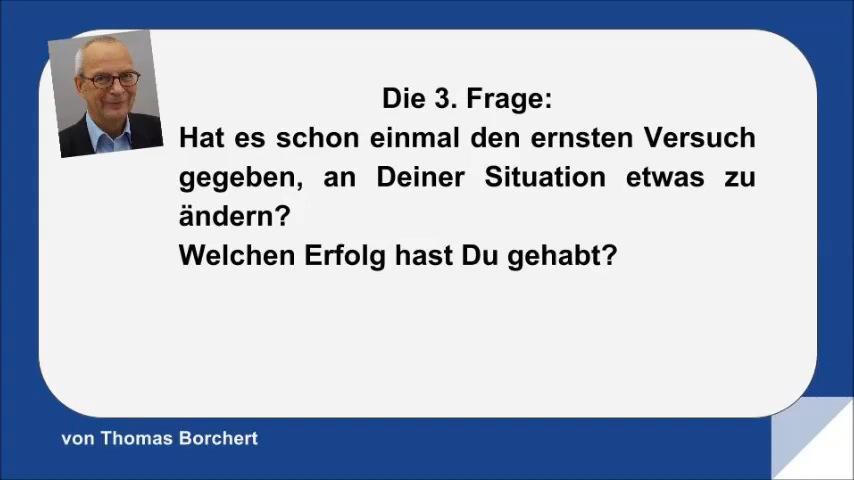 Die 3. Frage:
Hat es schon einmal den ernsten Versuch
gegeben, an Deiner Situation etwas zu
ändern?
Welchen Erfolg hast Du gehabt?
von Thomas Borchert